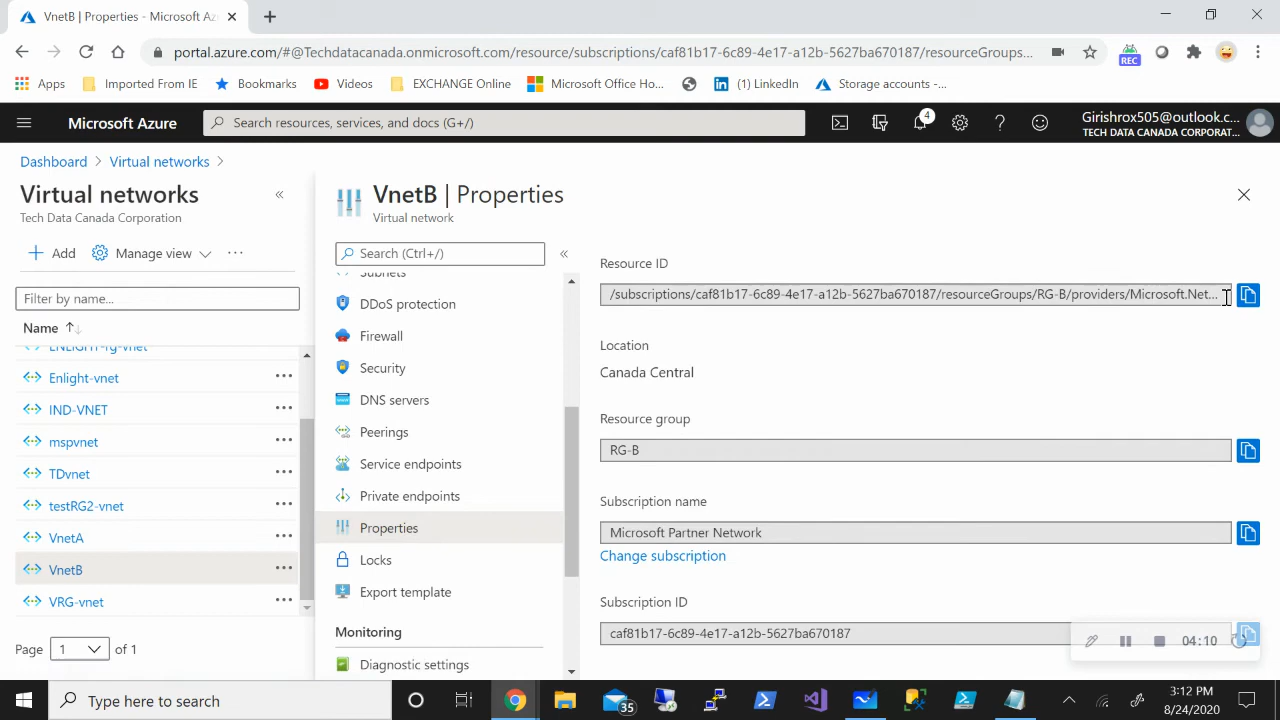 VnetB | Properties - Microsoft Az
portal.azure.com/#@Techdatacanada.onmicrosoft.com/resource/subscriptions/caf81b17-6c89-4e17-a12b-5627ba670187/resourceGroups...
REC
Apps
Imported From IE
Bookmarks
Videos
EXCHANGE Online
Microsoft Office Ho...
(1) LinkedIn
Storage accounts -...
Microsoft Azure
Search resources, services, and docs (G+/)
4
Girishrox505@outlook.c...
TECH DATA CANADA CORPORAT...
Dashboard > Virtual networks >
Virtual networks
Tech Data Canada Corporation
Add
Manage view
Filter by name...
Name
ENLIGHT-rg-vnet
Enlight-vnet
IND-VNET
mspvnet
TDvnet
testRG2-vnet
VnetA
VnetB
VRG-vnet
Page 1 of 1
VnetB | Properties
Virtual network
Search (Ctrl+/)
Subnets
DDoS protection
Firewall
Security
DNS servers
Peerings
Service endpoints
Private endpoints
Properties
Locks
Export template
Monitoring
Diagnostic settings
Resource ID
/subscriptions/caf81b17-6c89-4e17-a12b-5627ba670187/resourceGroups/RG-B/providers/Microsoft.Net...
Location
Canada Central
Resource group
RG-B
Subscription name
Microsoft Partner Network
Change subscription
Subscription ID
caf81b17-6c89-4e17-a12b-5627ba670187
04:10
Type here to search
35
3:12 PM
8/24/2020